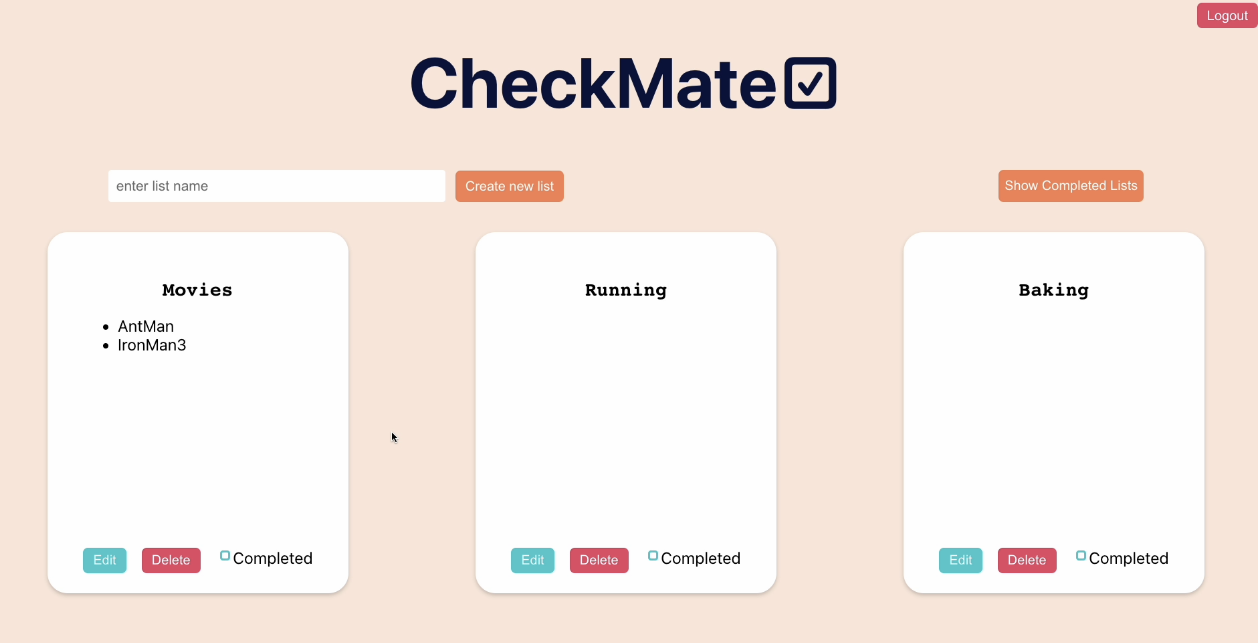 Logout
CheckMate
enter list name
Create new list
Show Completed Lists
Movies
AntMan
IronMan3
Edit
Delete
Completed
Running
Edit
Delete
Completed
Baking
Edit
Delete
Completed